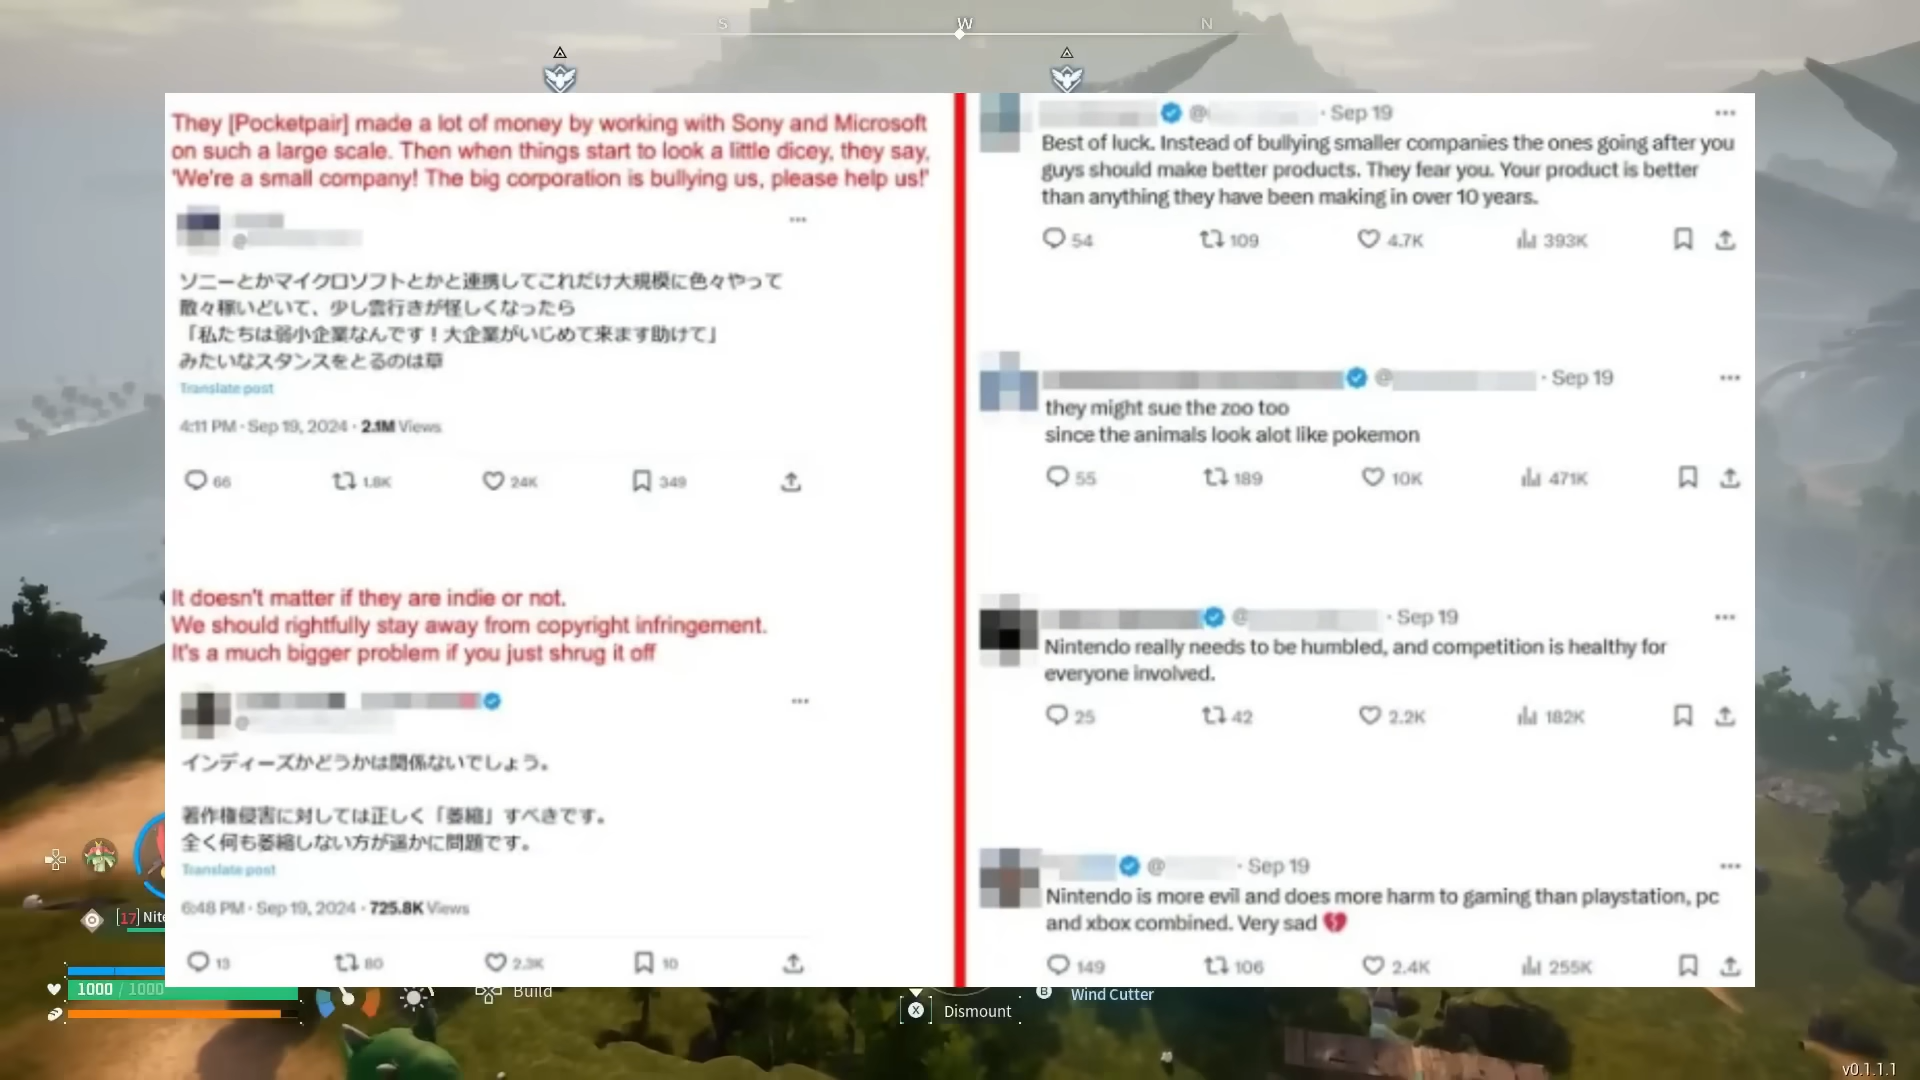 S
W
N
They [Pocketpair] made a lot of money by working with Sony and Microsoft
on such a large scale. Then when things start to look a little dicey, they say,
'We're a small company! The big corporation is bullying us, please help us!'
@
ソニーとかマイクロソフトとかと連携してこれだけ大規模に色々やって
散々稼いどいて、少し雲行きが怪しくなったら
「私たちは弱小企業なんです！大企業がいじめて来ます助けて」
みたいなスタンスをとるのは草
Translate post
4:11 PM · Sep 19, 2024 · 2.1M Views
66
1.8K
24K
349
It doesn't matter if they are indie or not.
We should rightfully stay away from copyright infringement.
It's a much bigger problem if you just shrug it off
@
インディーズかどうかは関係ないでしょう。
著作権侵害に対しては正しく「萎縮」すべきです。
全く何も萎縮しない方が遥かに問題です。
Translate post
6:48 PM · Sep 19, 2024 · 725.8K Views
13
80
2.3K
10
@ · Sep 19
Best of luck. Instead of bullying smaller companies the ones going after you
guys should make better products. They fear you. Your product is better
than anything they have been making in over 10 years.
54
109
4.7K
393K
@ · Sep 19
they might sue the zoo too
since the animals look alot like pokemon
55
189
10K
471K
@ · Sep 19
Nintendo really needs to be humbled, and competition is healthy for
everyone involved.
25
42
2.2K
182K
@ · Sep 19
Nintendo is more evil and does more harm to gaming than playstation, pc
and xbox combined. Very sad 💔
149
106
2.4K
255K
[17] Nite
1000 / 1000
Build
X Dismount
B Wind Cutter
v0.1.1.1